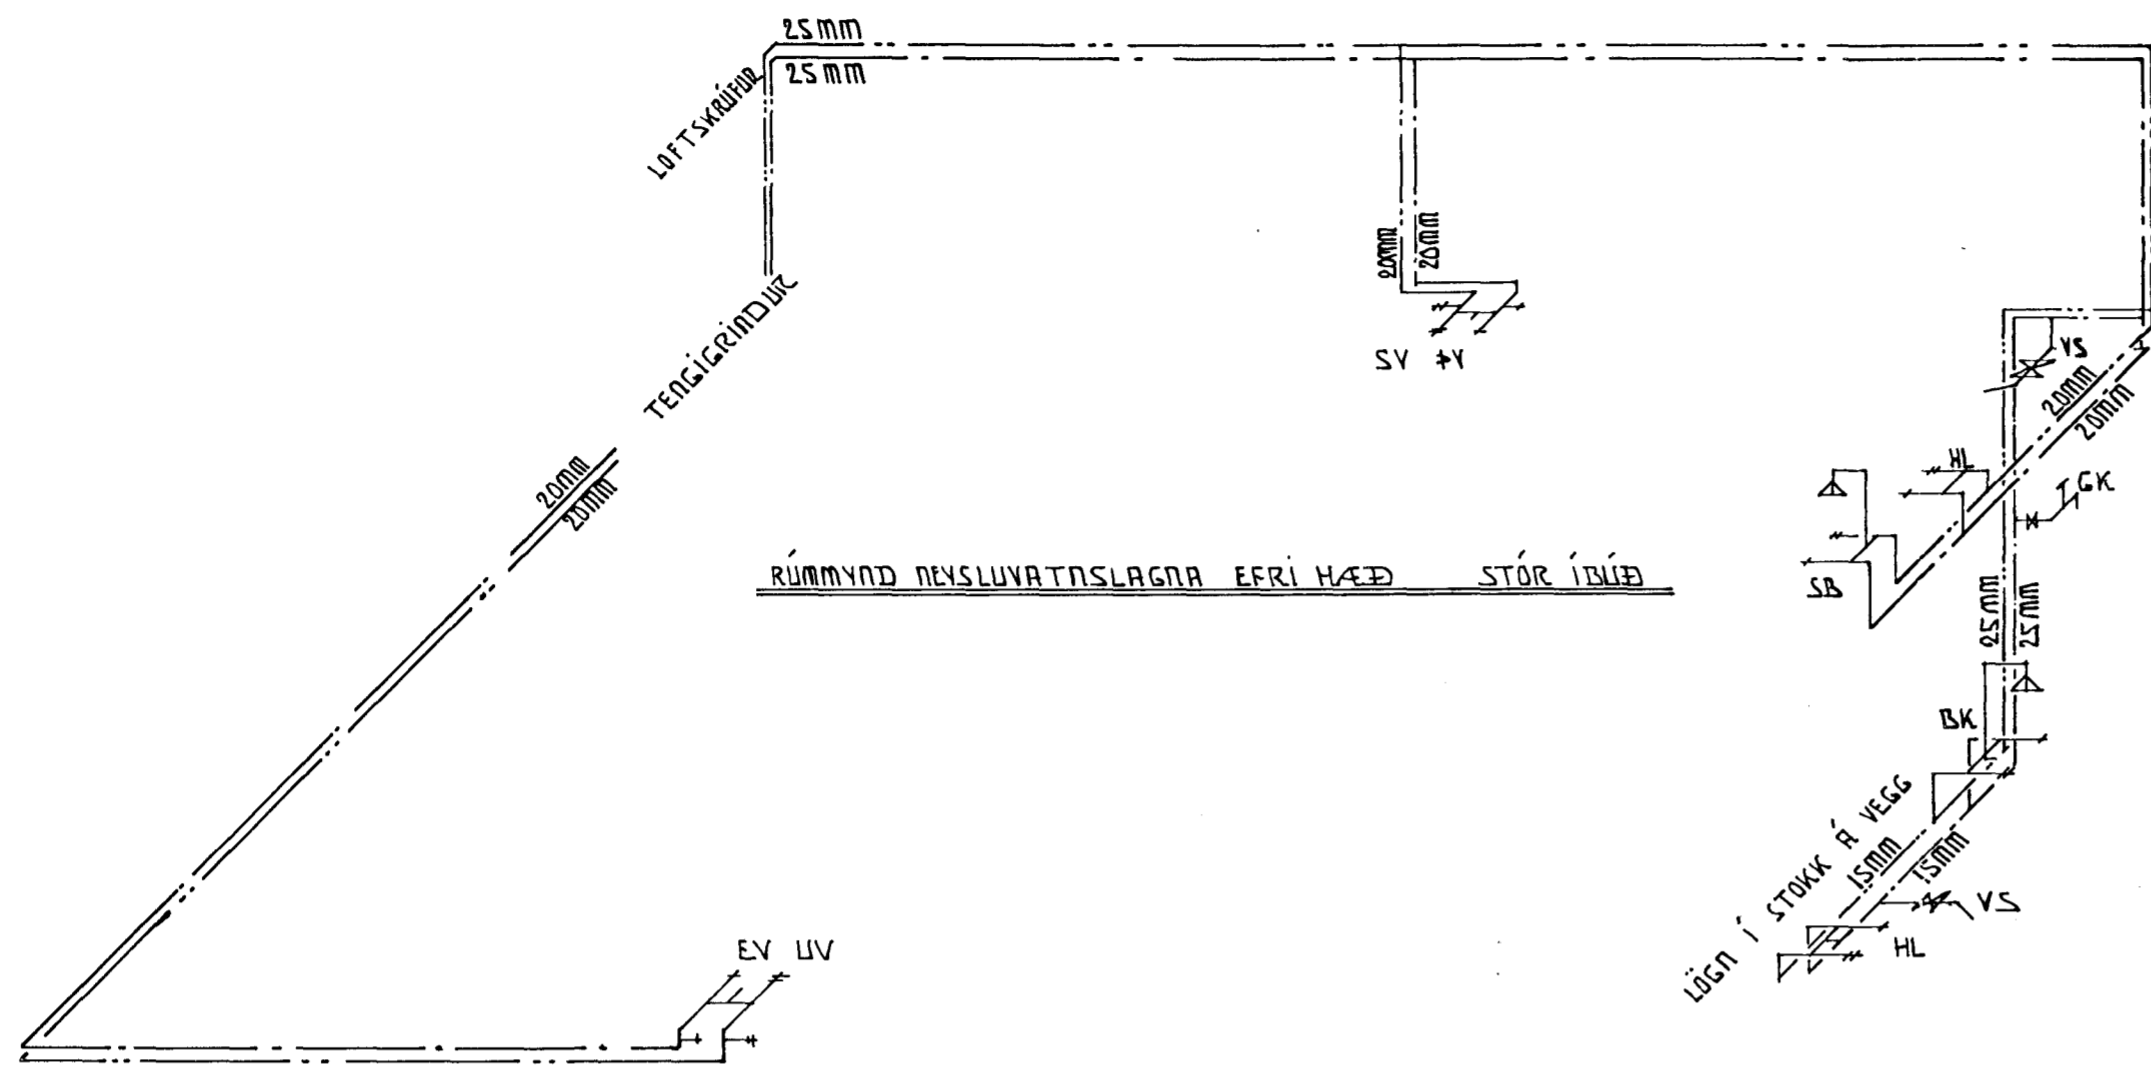 25mm
25mm
LOFTSKRÚFUR
20mm
20mm
SV ÞV
TENGIGRINDUR
VS
20mm
20mm
20mm
20mm
HL
GK
RÚMMYND NEYSLUVATNSLAGNA EFRI HÆÐ STÓR ÍBÚÐ
SB
25mm
25mm
BK
LÖGN Í STOKK Á VEGG
15mm
15mm
VS
HL
EV UV